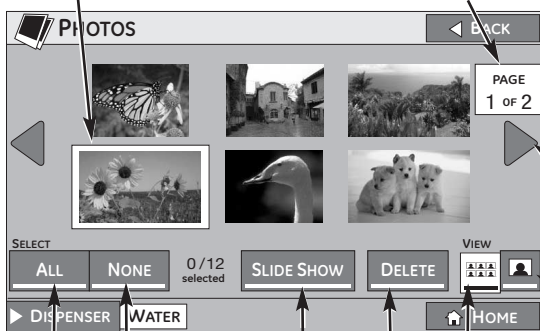 PHOTOS
BACK
PAGE
1 OF 2
SELECT
VIEW
ALL
NONE
0/12
selected
SLIDE SHOW
DELETE
DISPENSER
WATER
HOME